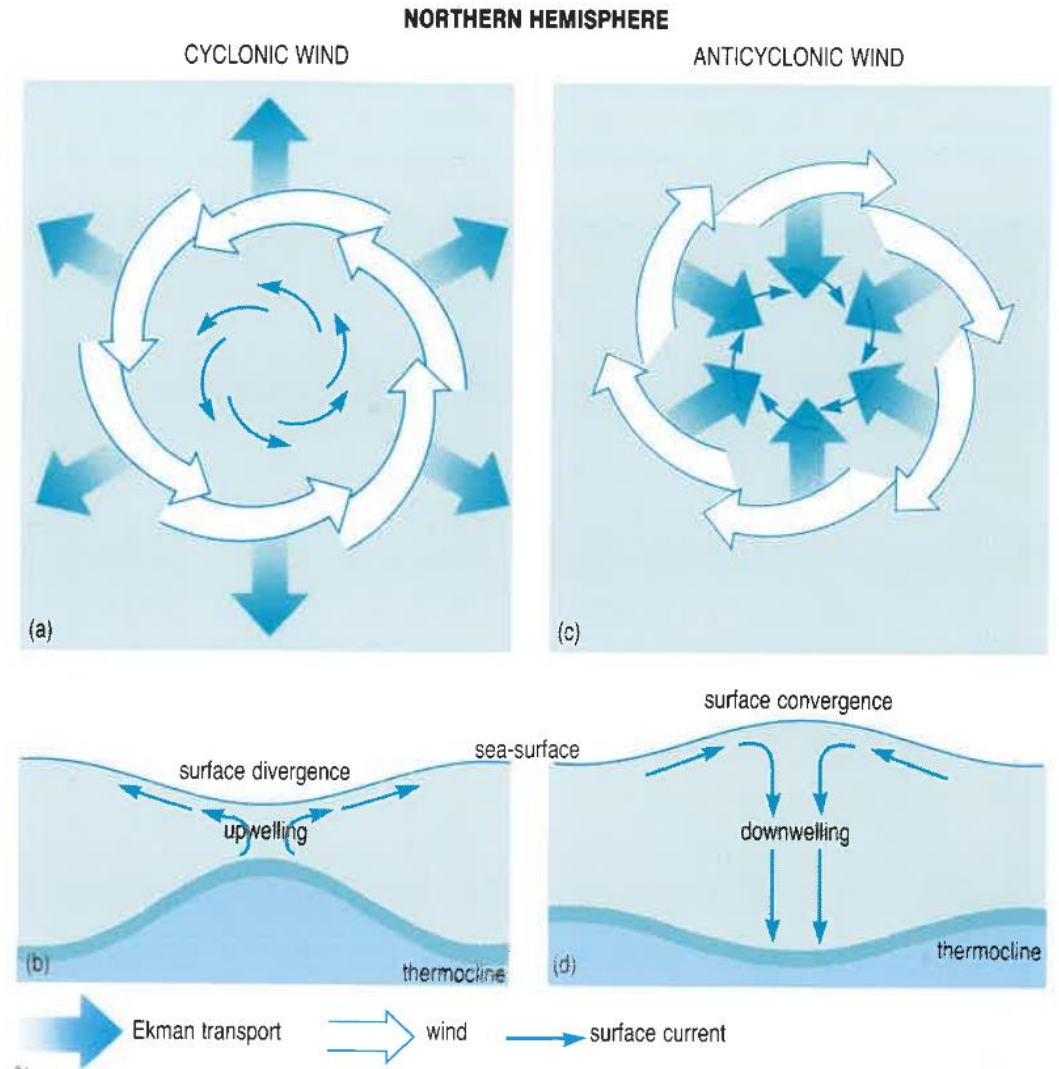 NORTHERN HEMISPHERE
CYCLONIC WIND
ANTICYCLONIC WIND
(a)
(c)
surface convergence
sea-surface
surface divergence
upwelling
downwelling
(b)
thermocline
(d)
thermocline
Ekman transport
wind
surface current